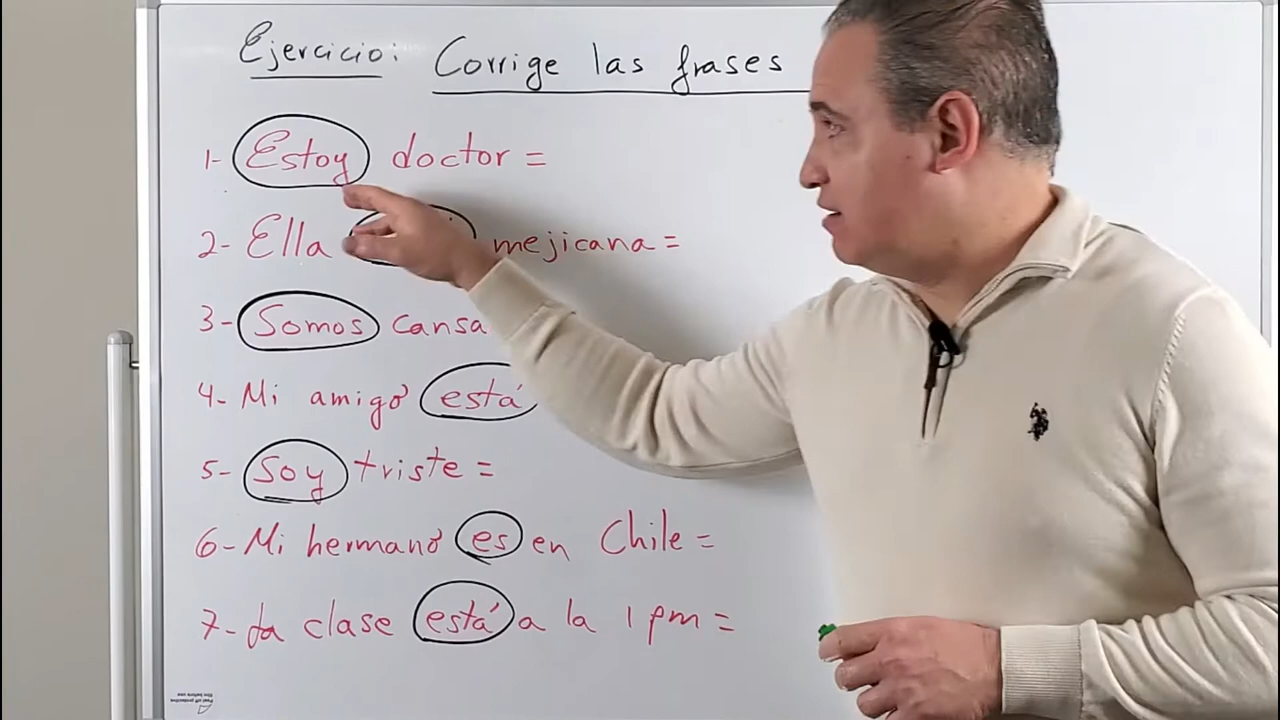 Ejercicio: Corrige las frases
1- Estoy doctor =
2- Ella mejicana =
3- Somos cansa
4- Mi amigo está
5- Soy triste =
6- Mi hermano es en Chile =
7- La clase está a la 1 pm =